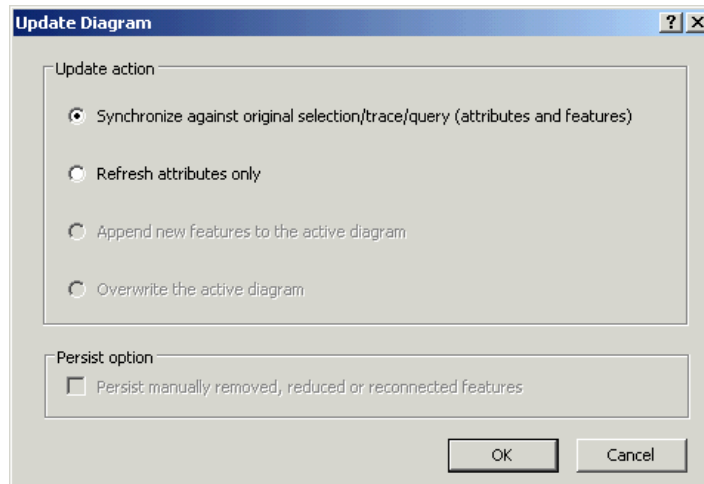 Update Diagram
Update action
Synchronize against original selection/trace/query (attributes and features)
Refresh attributes only
Append new features to the active diagram
Overwrite the active diagram
Persist option
Persist manually removed, reduced or reconnected features
OK Cancel